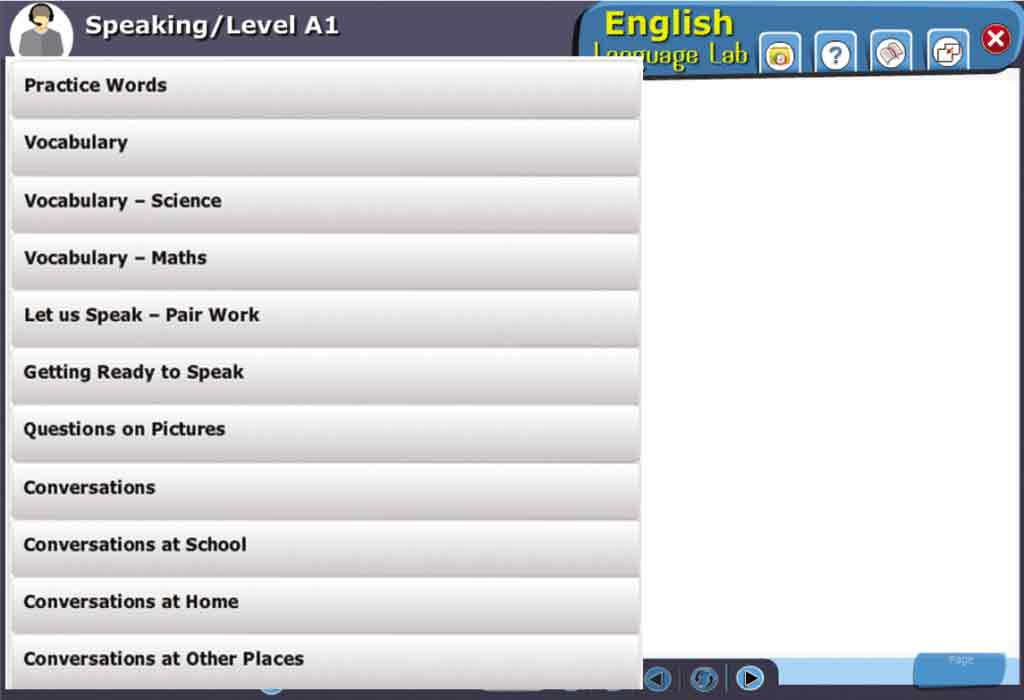 Speaking/Level A1
English
Language Lab
?
Practice Words
Vocabulary
Vocabulary – Science
Vocabulary – Maths
Let us Speak – Pair Work
Getting Ready to Speak
Questions on Pictures
Conversations
Conversations at School
Conversations at Home
Conversations at Other Places
Page